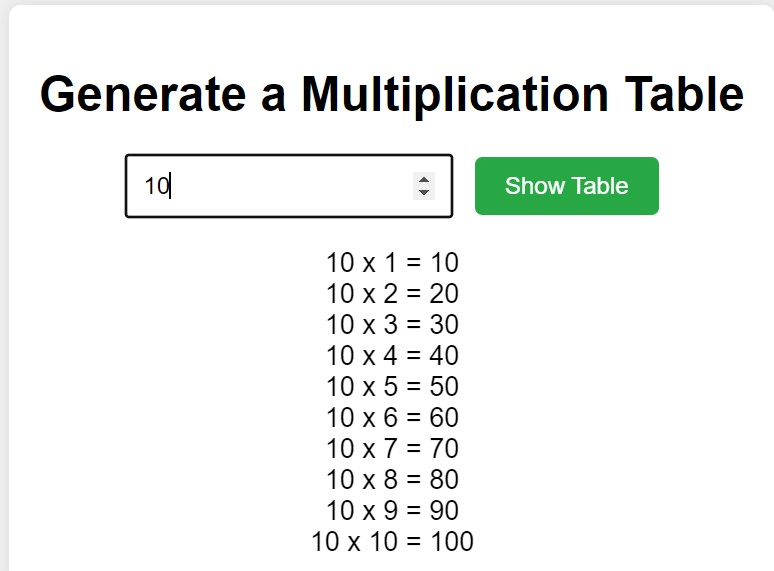 Generate a Multiplication Table
10 Show Table
10 x 1 = 10
10 x 2 = 20
10 x 3 = 30
10 x 4 = 40
10 x 5 = 50
10 x 6 = 60
10 x 7 = 70
10 x 8 = 80
10 x 9 = 90
10 x 10 = 100